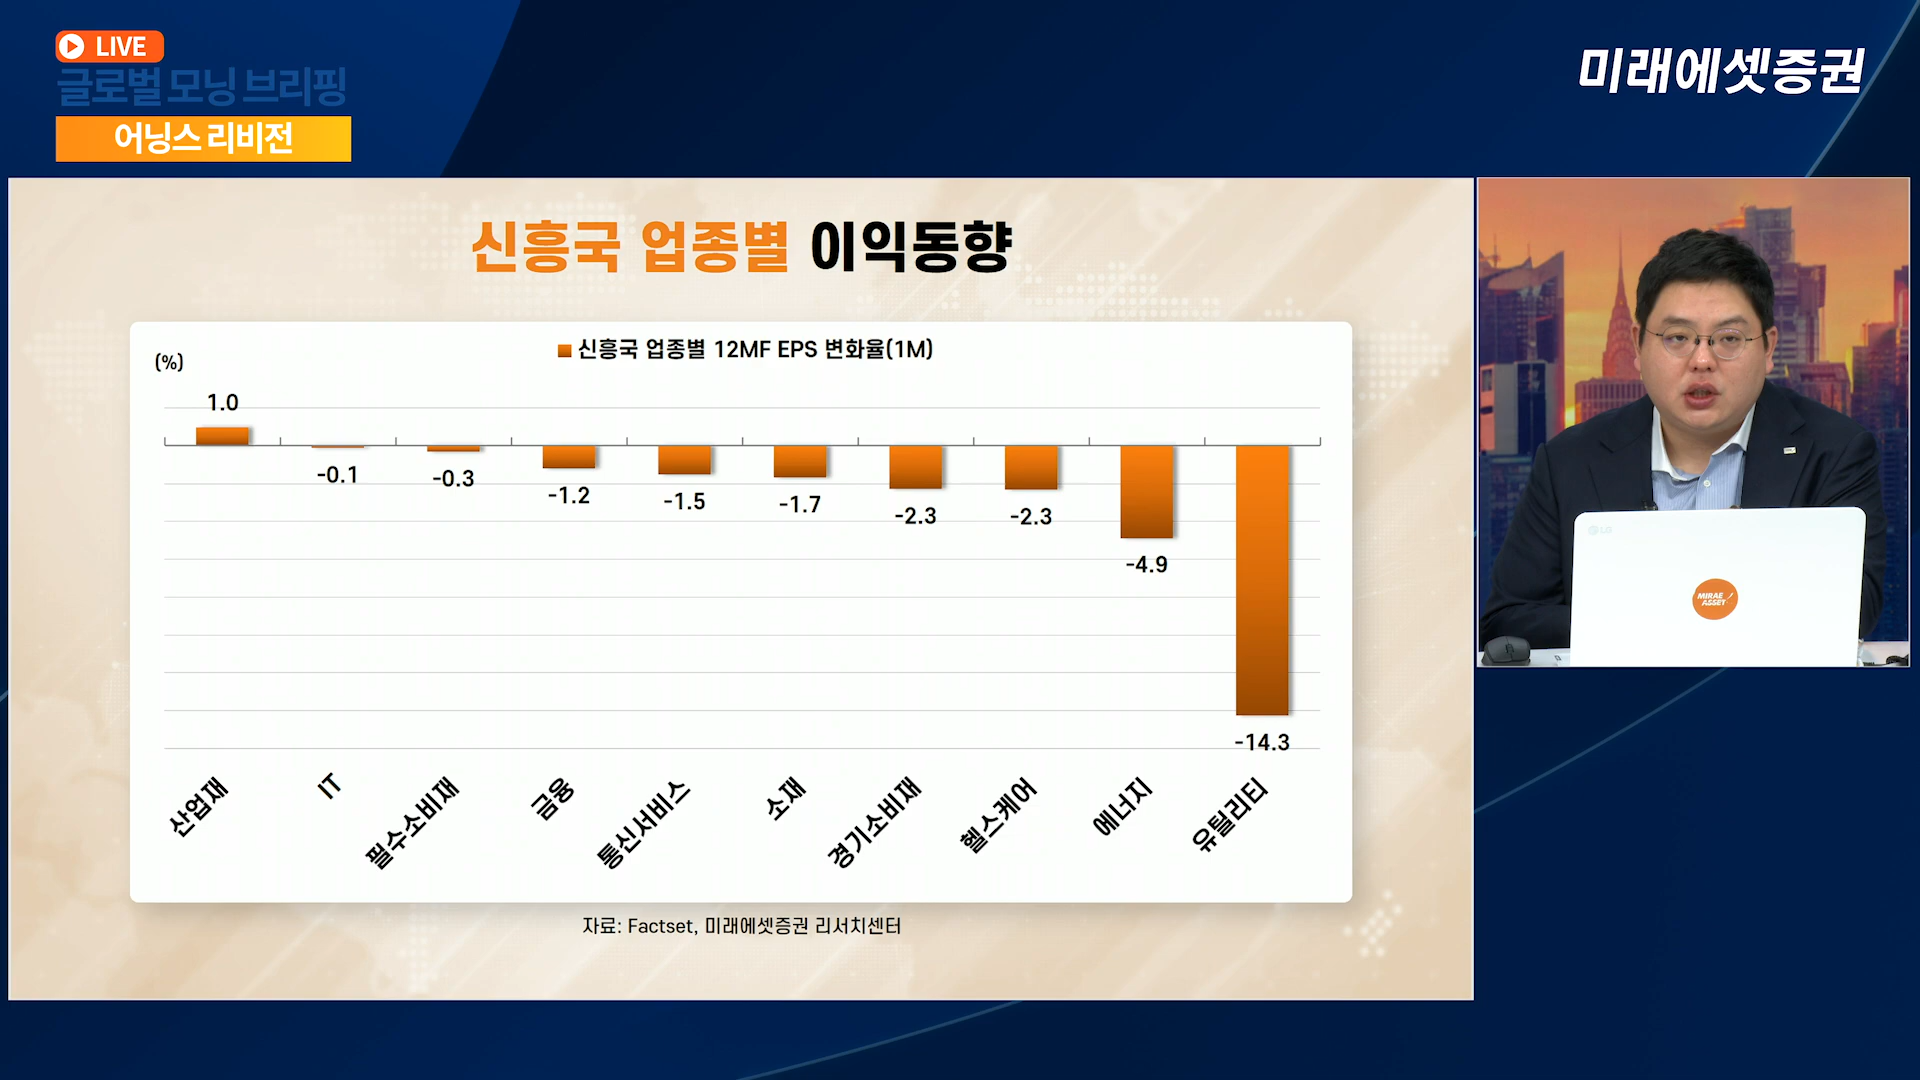 LIVE
글로벌 모닝 브리핑
어닝스 리비전
미래에셋증권
신흥국 업종별 이익동향
(%)
신흥국 업종별 12MF EPS 변화율(1M)
1.0
-0.1
-0.3
-1.2
-1.5
-1.7
-2.3
-2.3
-4.9
-14.3
산업재
IT
필수소비재
금융
통신서비스
소재
경기소비재
헬스케어
에너지
유틸리티
자료: Factset, 미래에셋증권 리서치센터
LG
MIRAE
ASSET